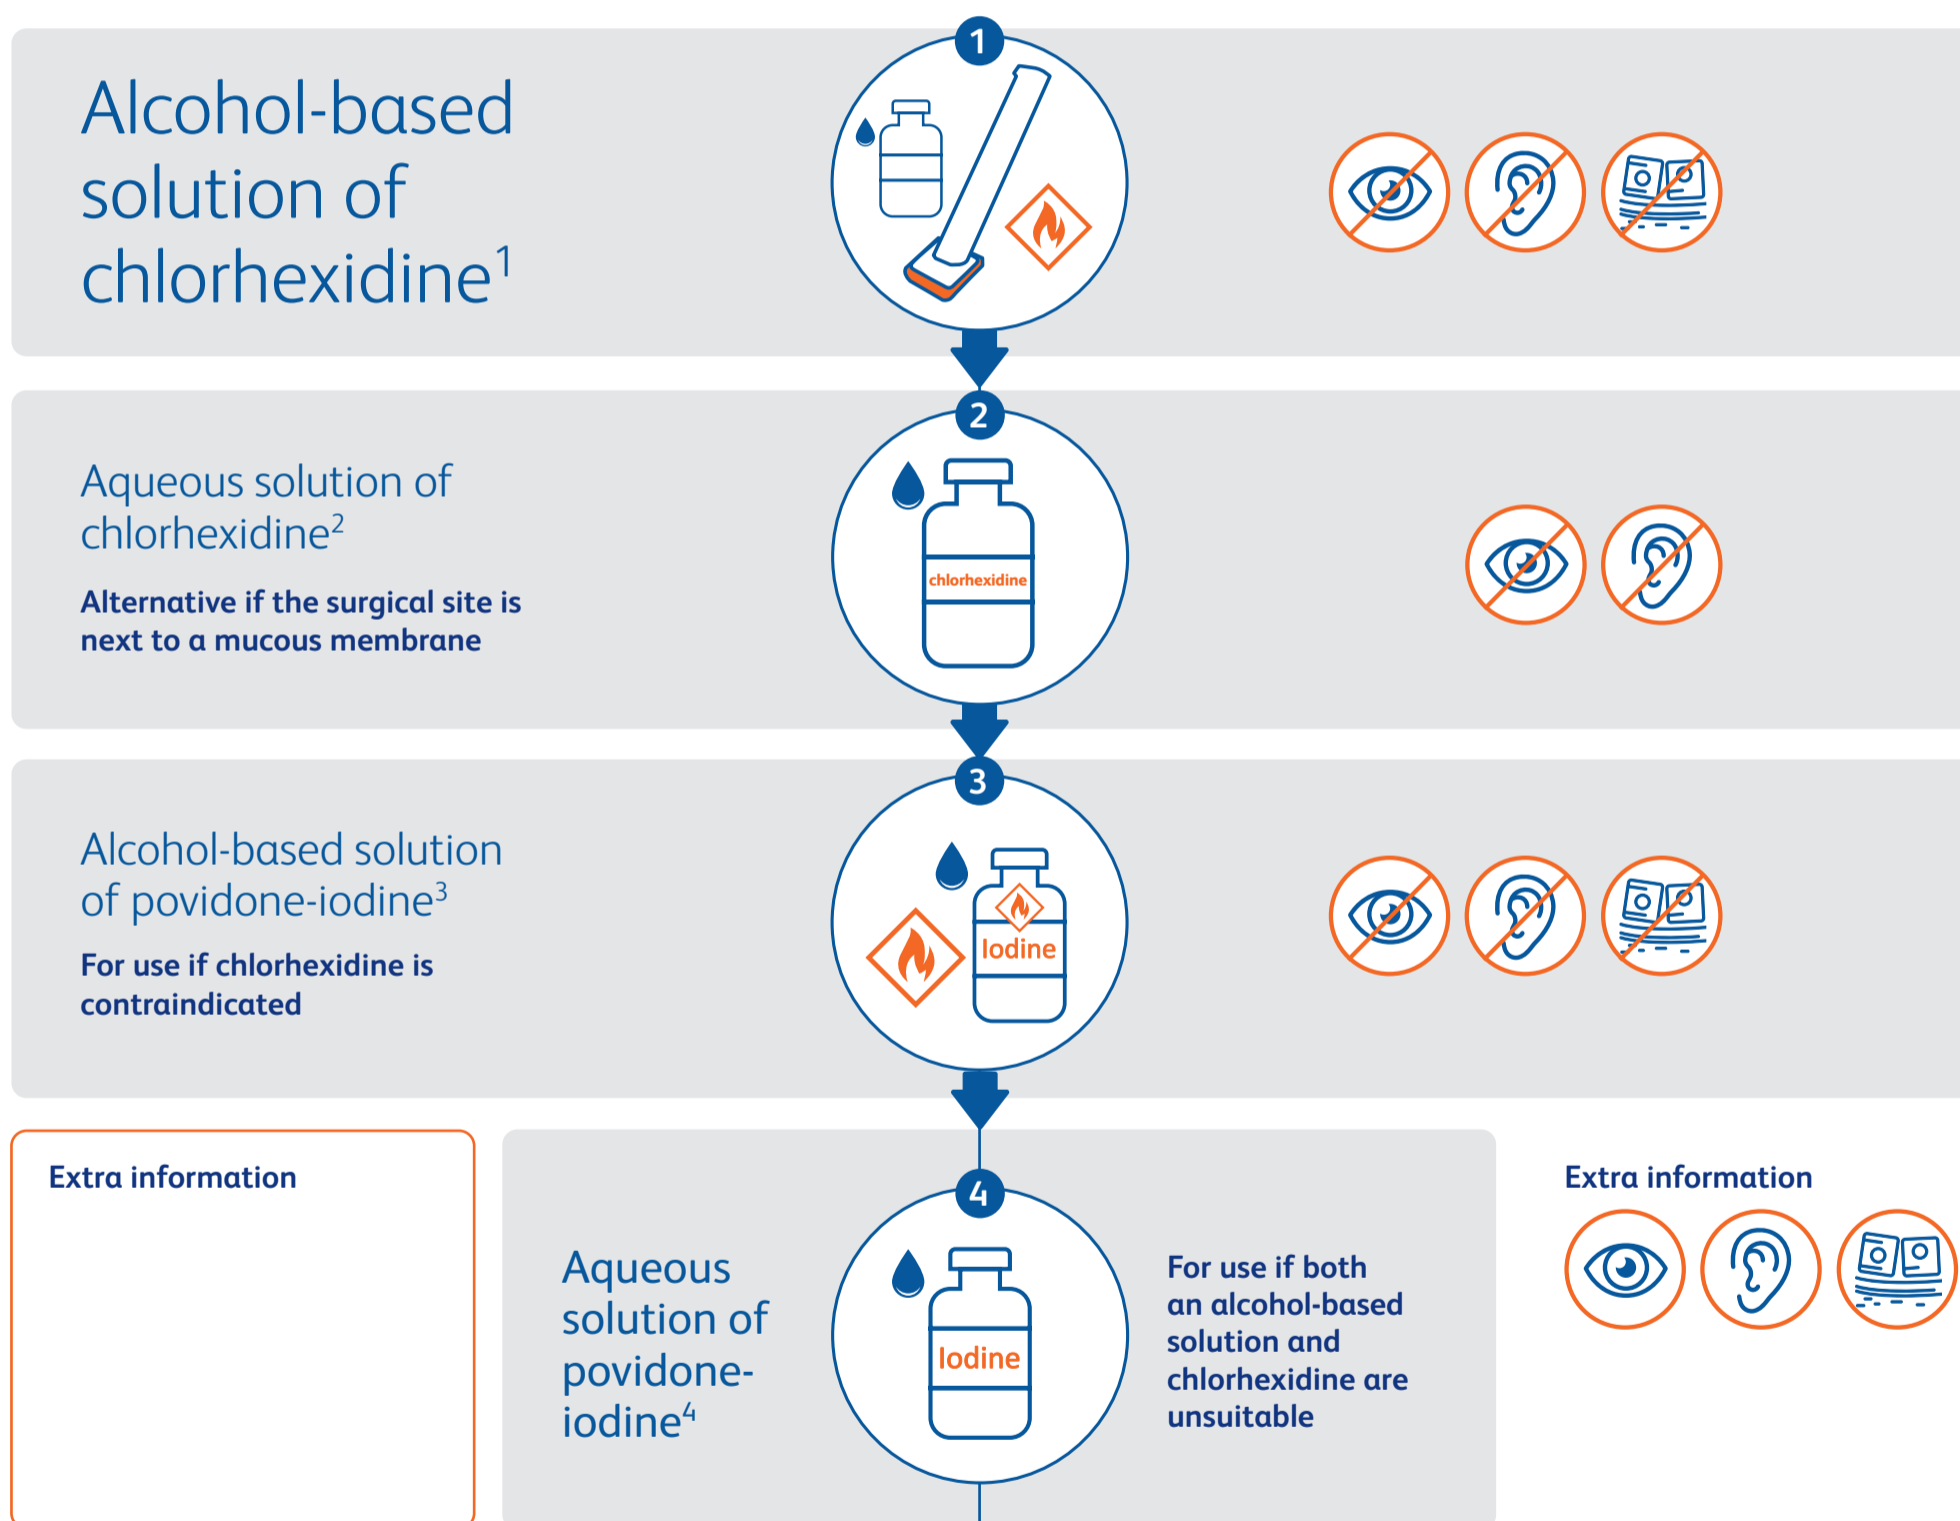 1
Alcohol-based
solution of
chlorhexidine¹
2
Aqueous solution of
chlorhexidine²
Alternative if the surgical site is
next to a mucous membrane
chlorhexidine
3
Alcohol-based solution
of povidone-iodine³
For use if chlorhexidine is
contraindicated
Iodine
Extra information
4
Aqueous
solution of
povidone-
iodine⁴
Iodine
For use if both
an alcohol-based
solution and
chlorhexidine are
unsuitable
Extra information